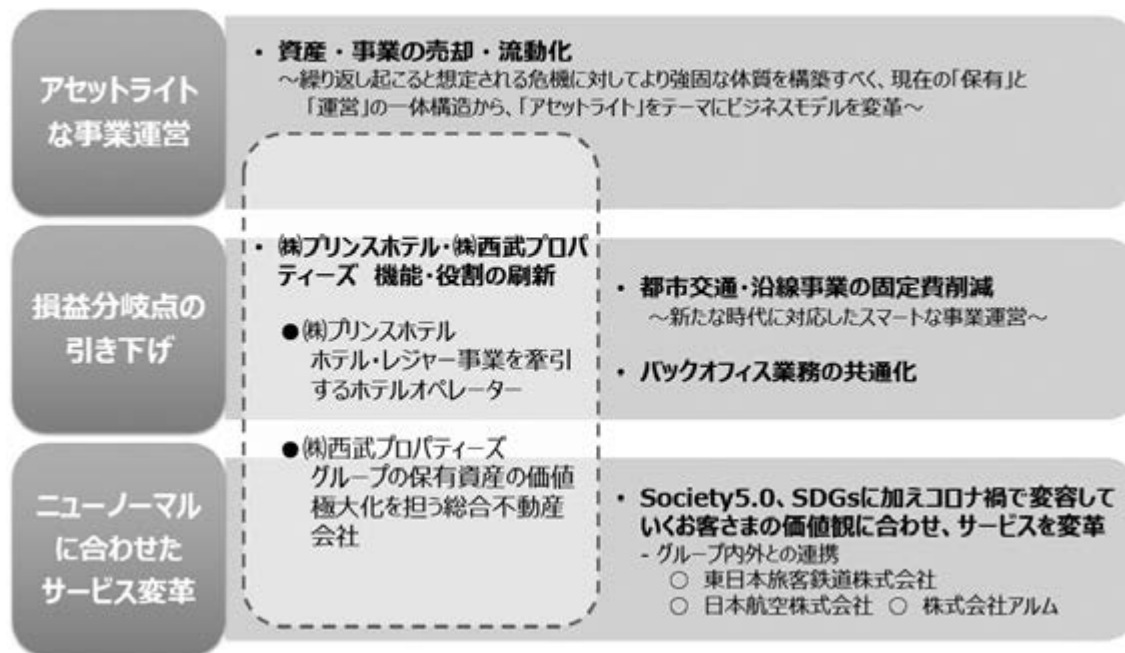 アセットライト
な事業運営
・ 資産・事業の売却・流動化
～繰り返し起こると想定される危機に対してより強固な体質を構築すべく、現在の「保有」と
「運営」の一体構造から、「アセットライト」をテーマにビジネスモデルを変革～
損益分岐点の
引き下げ
・ ㈱プリンスホテル・㈱西武プロパ
ティーズ 機能・役割の刷新
●㈱プリンスホテル
ホテル・レジャー事業を牽引
するホテルオペレーター
●㈱西武プロパティーズ
グループの保有資産の価値
極大化を担う総合不動産
会社
・ 都市交通・沿線事業の固定費削減
～新たな時代に対応したスマートな事業運営～
・ バックオフィス業務の共通化
ニューノーマル
に合わせた
サービス変革
・ Society5.0、SDGsに加えコロナ禍で変容して
いくお客さまの価値観に合わせ、サービスを変革
- グループ内外との連携
○ 東日本旅客鉄道株式会社
○ 日本航空株式会社 ○ 株式会社アルム